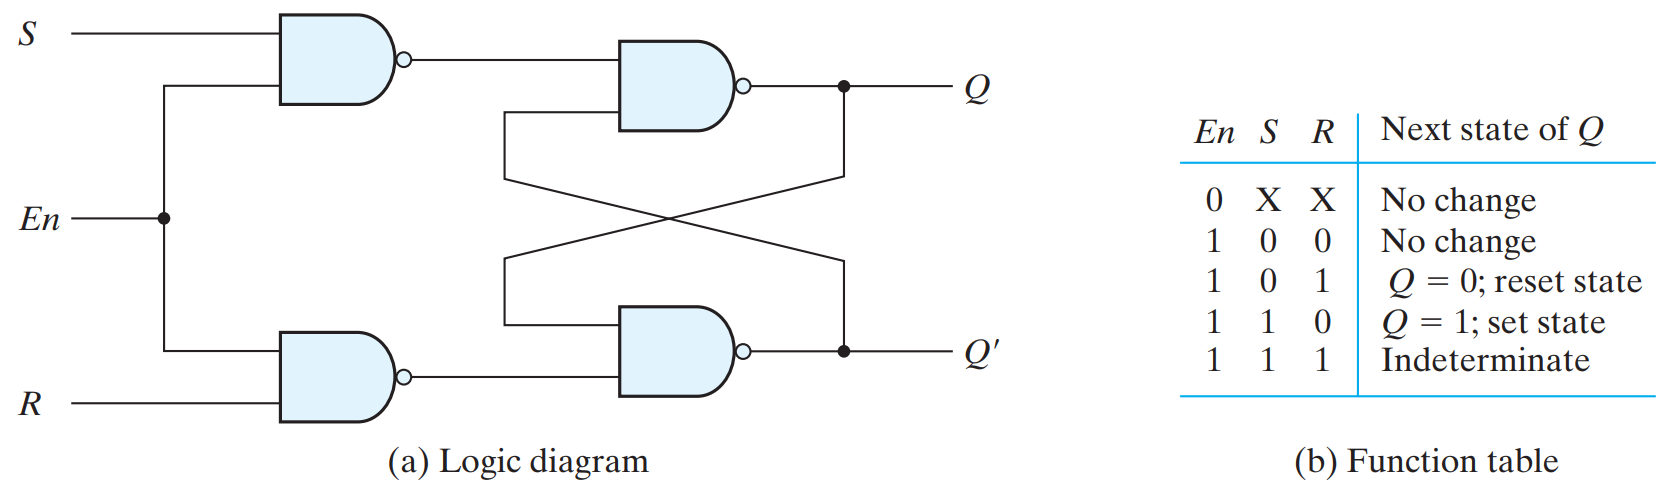 S
En
R
Q
Q′
(a) Logic diagram
En S R Next state of Q
0 X X No change
1 0 0 No change
1 0 1 Q = 0; reset state
1 1 0 Q = 1; set state
1 1 1 Indeterminate
(b) Function table